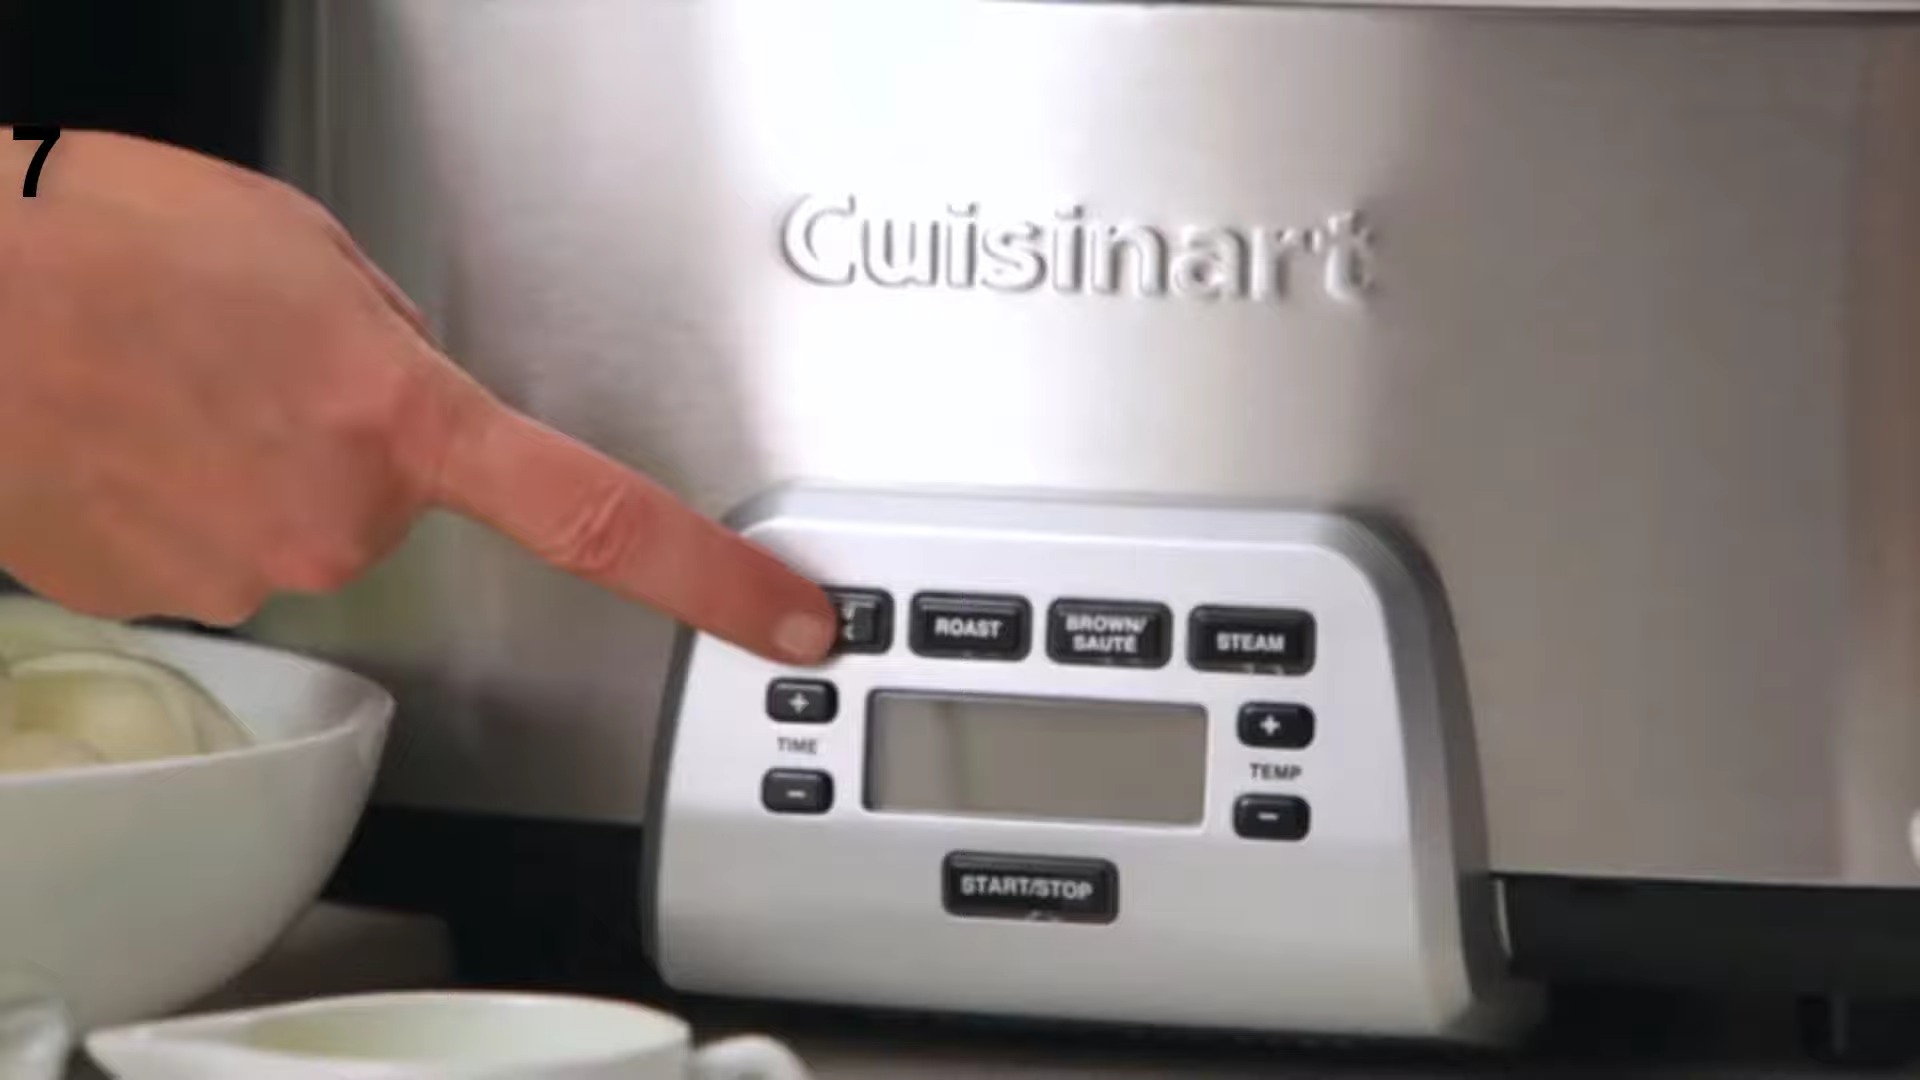 7
Cuisinart
ROAST
BROWN/
SAUTÉ
STEAM
+
+
TIME
TEMP
-
-
START/STOP